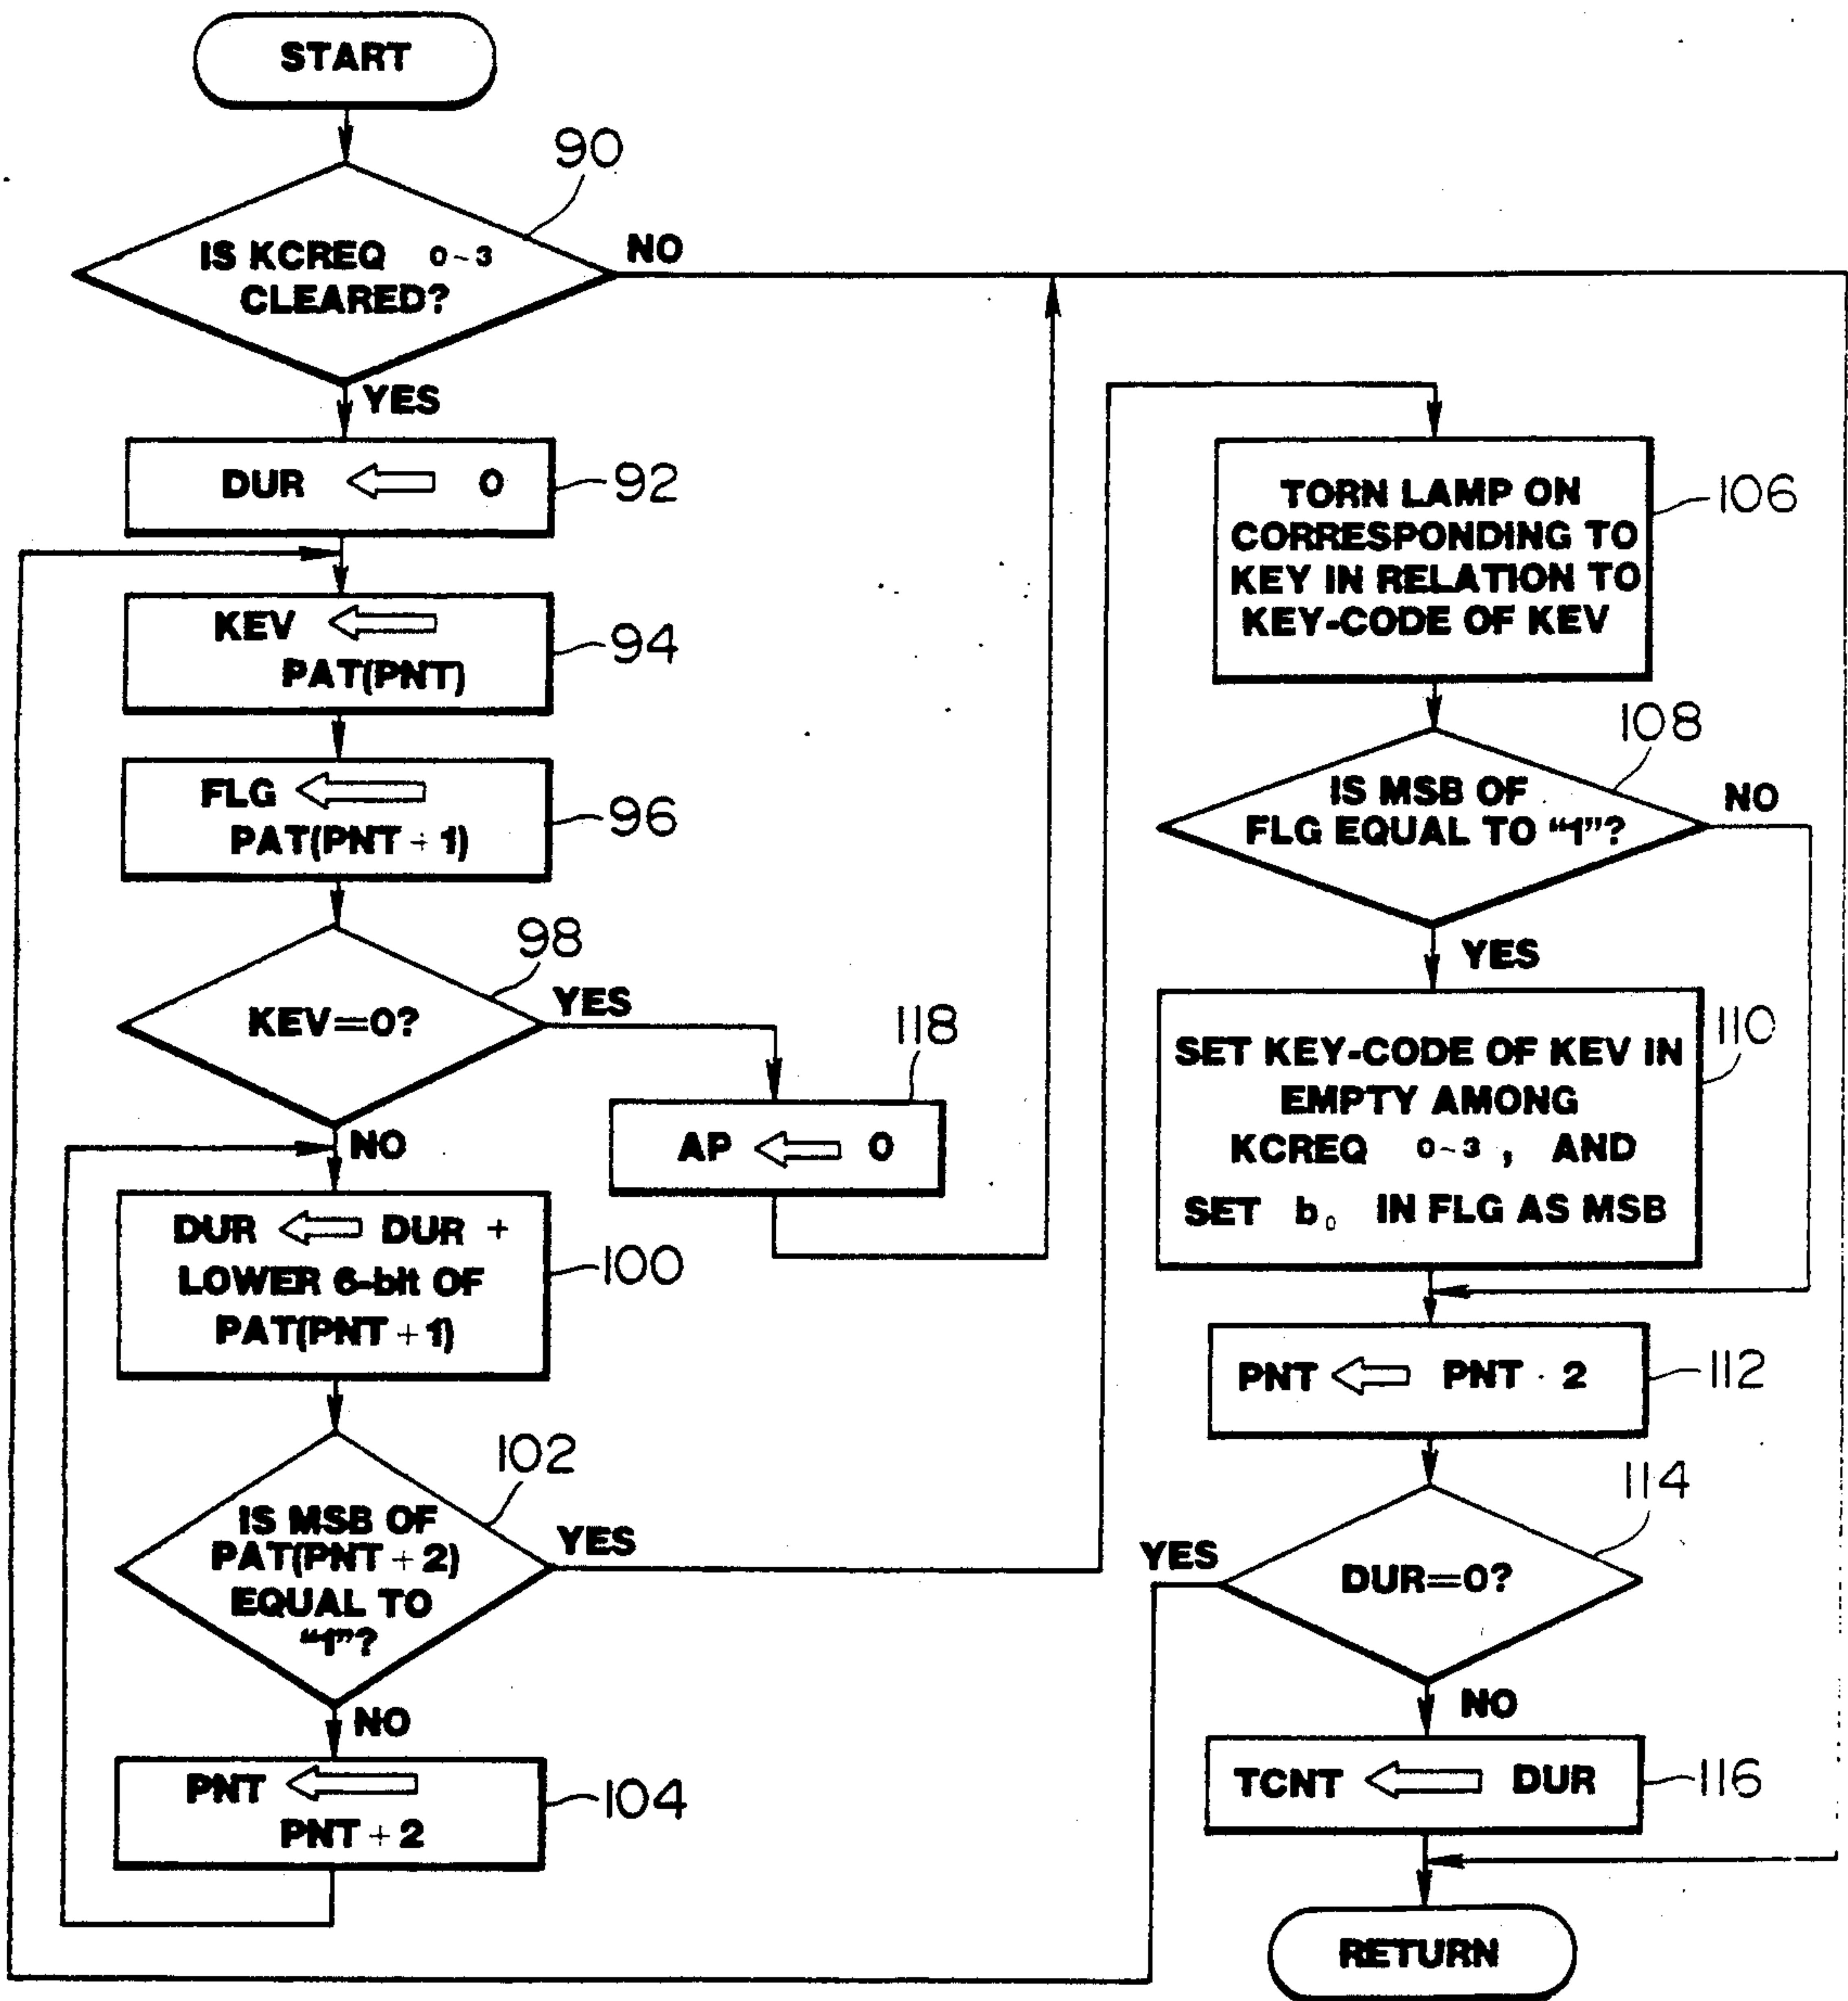 START
90
IS KCREQ 0~3
CLEARED?
NO
YES
DUR ⇐ 0
92
KEV ⇐
PAT(PNT)
94
FLG ⇐
PAT(PNT + 1)
96
98
KEV=0?
YES
NO
118
AP ⇐ 0
DUR ⇐ DUR +
LOWER 6-bit OF
PAT(PNT + 1)
100
102
IS MSB OF
PAT(PNT + 2)
EQUAL TO
"1"?
YES
NO
PNT ⇐
PNT + 2
104
TORN LAMP ON
CORRESPONDING TO
KEY IN RELATION TO
KEY-CODE OF KEV
106
108
IS MSB OF
FLG EQUAL TO "1"?
NO
YES
110
SET KEY-CODE OF KEV IN
EMPTY AMONG
KCREQ 0~3, AND
SET b₀ IN FLG AS MSB
PNT ⇐ PNT · 2
112
114
DUR=0?
YES
NO
TCNT ⇐ DUR
116
RETURN